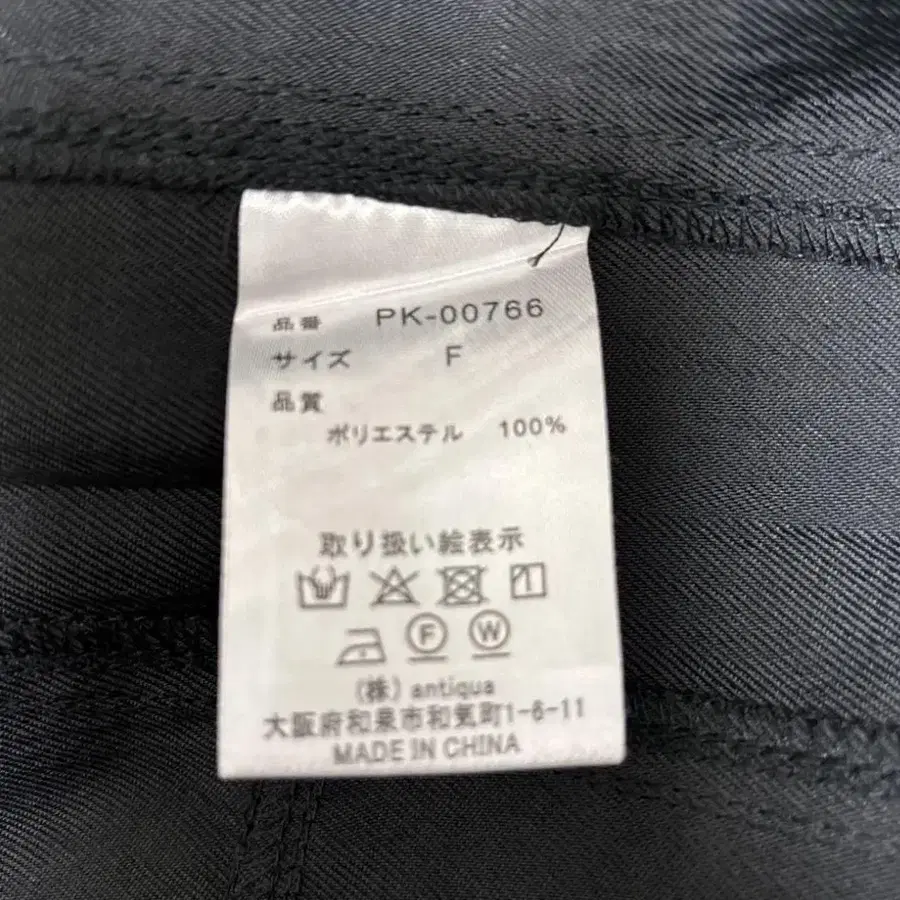 品番 PK-00766
サイズ F
品質
ポリエステル 100%
取り扱い絵表示
F W
(株) antiqua
大阪府和泉市和気町1-6-11
MADE IN CHINA